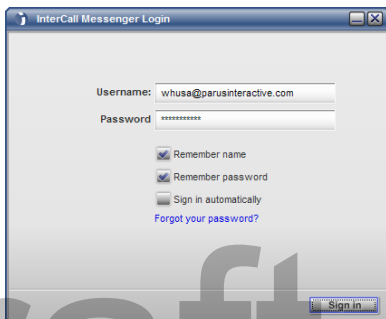 InterCall Messenger Login
Username: whusa@parusinteractive.com
Password ***********
Remember name
Remember password
Sign in automatically
Forgot your password?
Sign in
soft